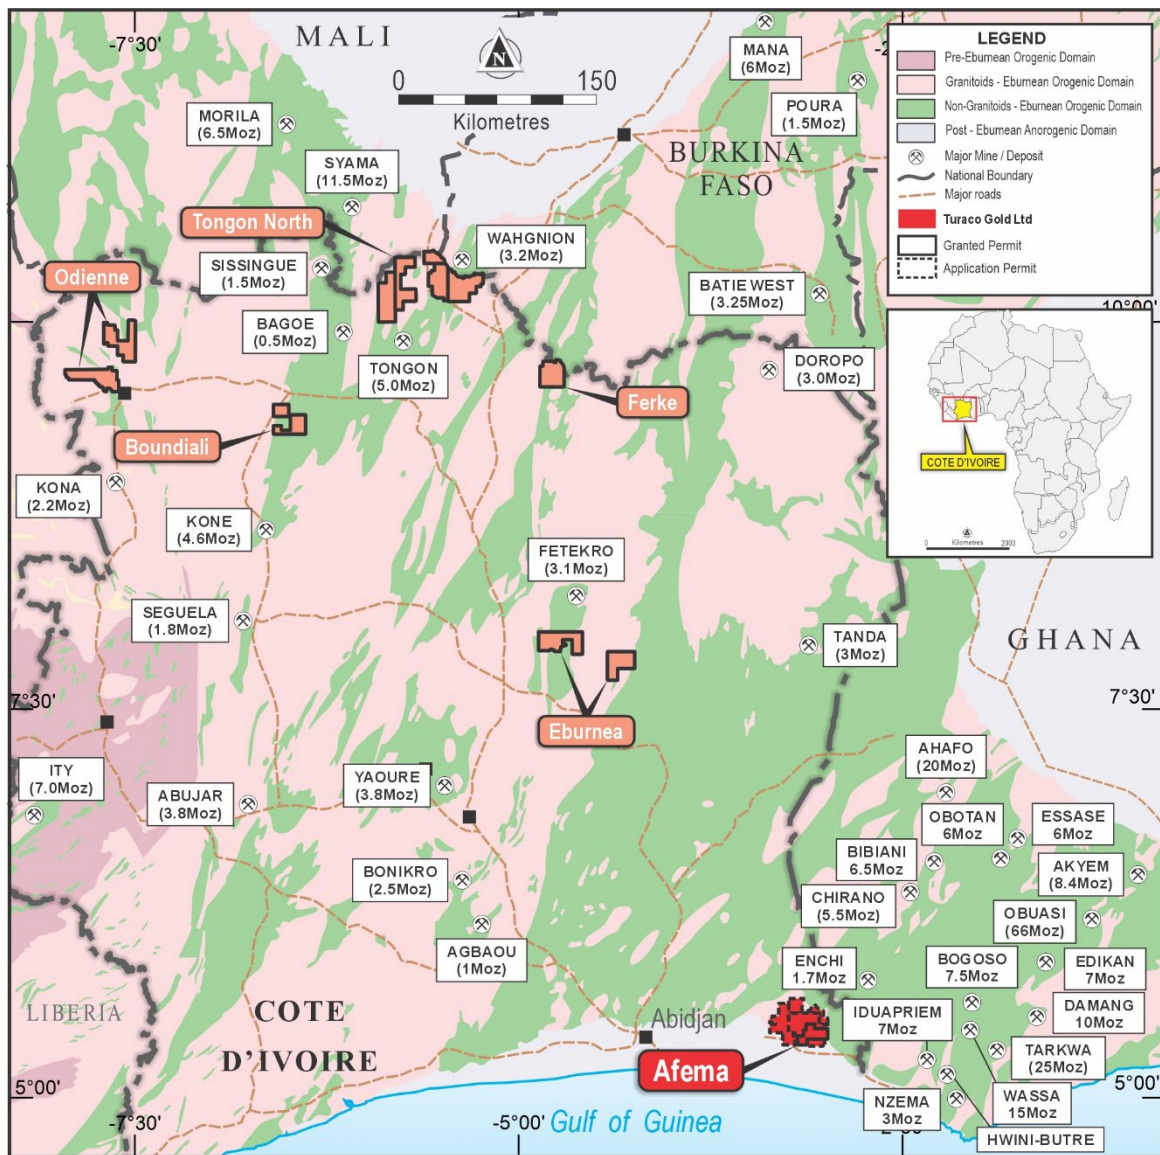 -7°30'
MALI
N
0
150
Kilometres
MANA
(6Moz)
POURA
(1.5Moz)
BURKINA
FASO
LEGEND
Pre-Eburnean Orogenic Domain
Granitoids - Eburnean Orogenic Domain
Non-Granitoids - Eburnean Orogenic Domain
Post - Eburnean Anorogenic Domain
Major Mine / Deposit
National Boundary
Major roads
Turaco Gold Ltd
Granted Permit
Application Permit
MORILA
(6.5Moz)
SYAMA
(11.5Moz)
Tongon North
WAHGNION
(3.2Moz)
Odienne
SISSINGUE
(1.5Moz)
BATIE WEST
(3.25Moz)
10°00'
BAGOE
(0.5Moz)
TONGON
(5.0Moz)
DOROPO
(3.0Moz)
Ferke
Boundiali
COTE D'IVOIRE
0
Kilometres
2000
KONA
(2.2Moz)
KONE
(4.6Moz)
FETEKRO
(3.1Moz)
SEGUELA
(1.8Moz)
TANDA
(3Moz)
GHANA
7°30'
7°30'
Eburnea
ITY
(7.0Moz)
ABUJAR
(3.8Moz)
YAOURE
(3.8Moz)
AHAFO
(20Moz)
OBOTAN
6Moz
ESSASE
6Moz
BIBIANI
6.5Moz
AKYEM
(8.4Moz)
BONIKRO
(2.5Moz)
CHIRANO
(5.5Moz)
OBUASI
(66Moz)
AGBAOU
(1Moz)
ENCHI
1.7Moz
BOGOSO
7.5Moz
EDIKAN
7Moz
LIBERIA
COTE
D'IVOIRE
Abidjan
IDUAPRIEM
7Moz
DAMANG
10Moz
TARKWA
(25Moz)
Afema
5°00'
5°00'
NZEMA
3Moz
WASSA
15Moz
-7°30'
-5°00'
Gulf of Guinea
HWINI-BUTRE